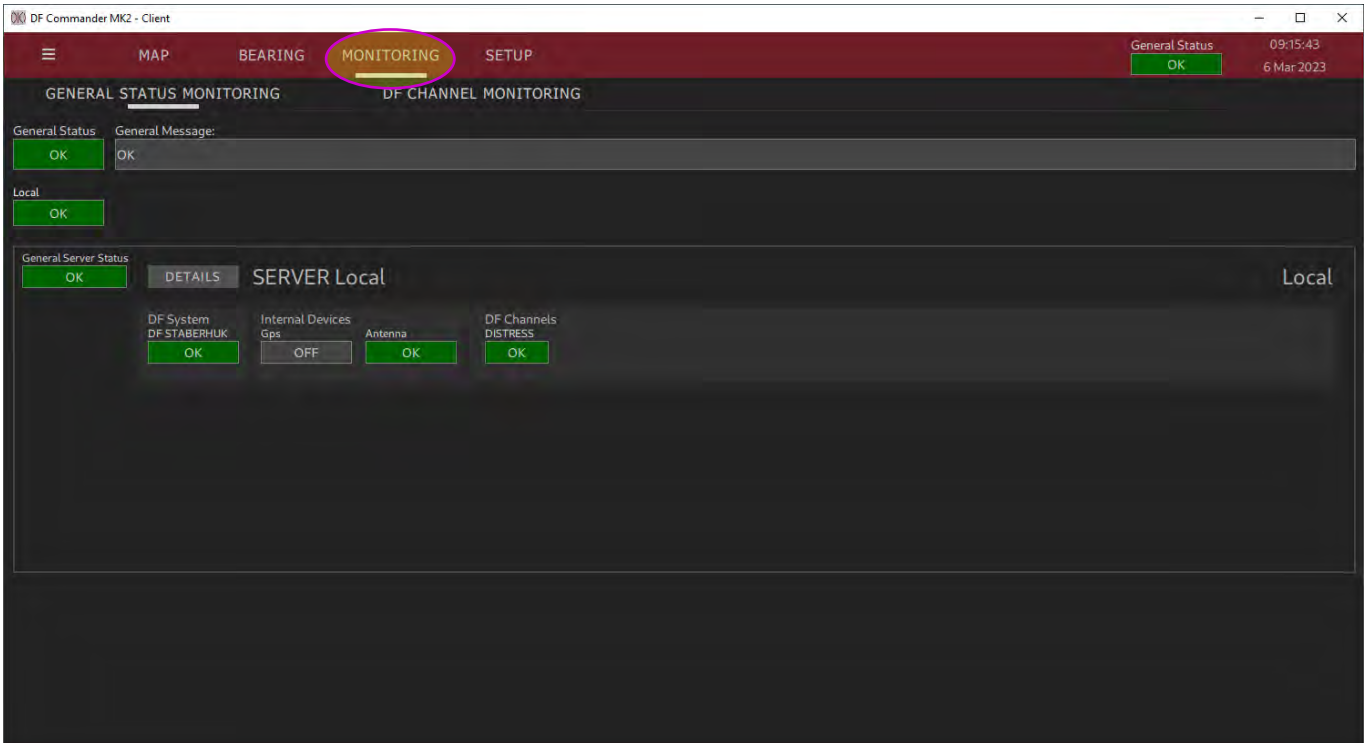 DF Commander MK2 - Client
MAP BEARING MONITORING SETUP General Status OK 09:15:43 6 Mar 2023
GENERAL STATUS MONITORING DF CHANNEL MONITORING
General Status General Message:
OK OK
Local
OK
General Server Status
OK DETAILS SERVER Local Local
DF System Internal Devices DF Channels
DF STABERHUK Gps Antenna DISTRESS
OK OFF OK OK